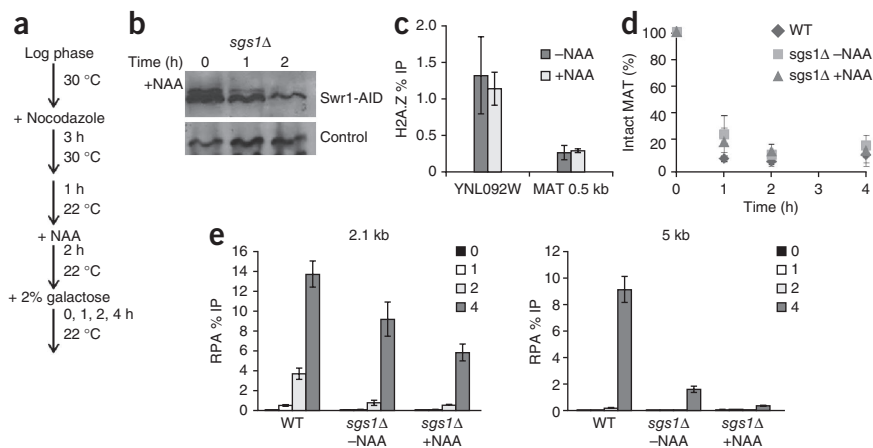 a
Log phase
30 °C
+ Nocodazole
3 h
30 °C
1 h
22 °C
+ NAA
2 h
22 °C
+ 2% galactose
0, 1, 2, 4 h
22 °C
b
sgs1Δ
Time (h) 0 1 2
+NAA
Swr1-AID
Control
c
H2A.Z % IP
2.0
1.5
1.0
0.5
0
–NAA
+NAA
YNL092W MAT 0.5 kb
d
Intact MAT (%)
100
80
60
40
20
0
WT
sgs1Δ –NAA
sgs1Δ +NAA
0 1 2 3 4
Time (h)
e
2.1 kb
RPA % IP
16
14
12
10
8
6
4
2
0
0
1
2
4
WT sgs1Δ –NAA sgs1Δ +NAA
5 kb
RPA % IP
12
10
8
6
4
2
0
0
1
2
4
WT sgs1Δ –NAA sgs1Δ +NAA